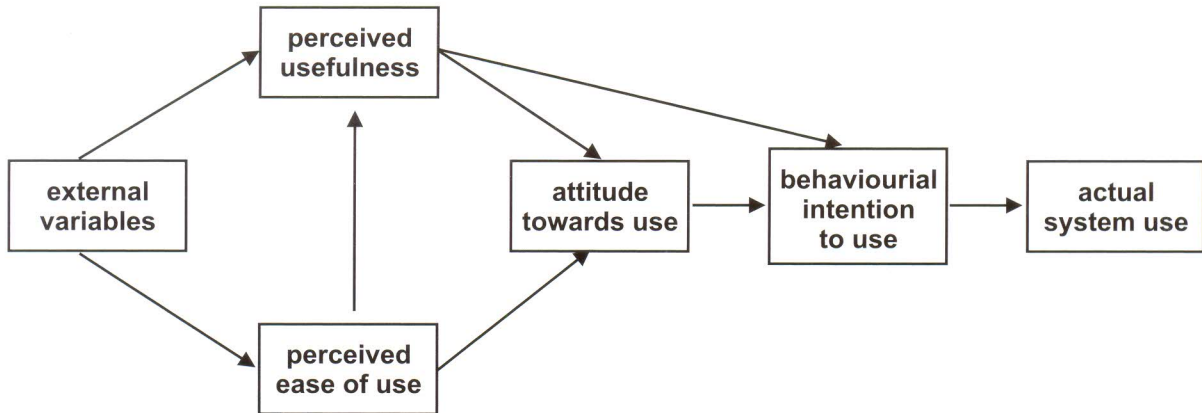 perceived
usefulness
external
variables
attitude
towards use
behaviourial
intention
to use
actual
system use
perceived
ease of use